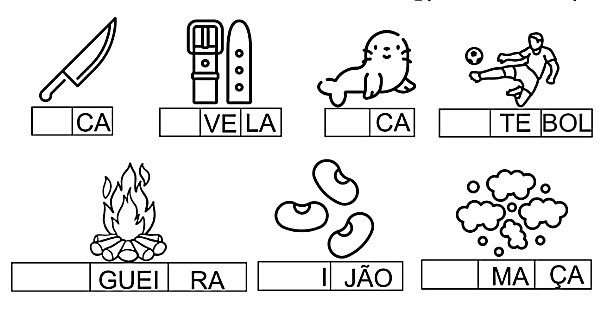 CA VE LA CA TE BOL
GUEI RA I JÃO MA ÇA